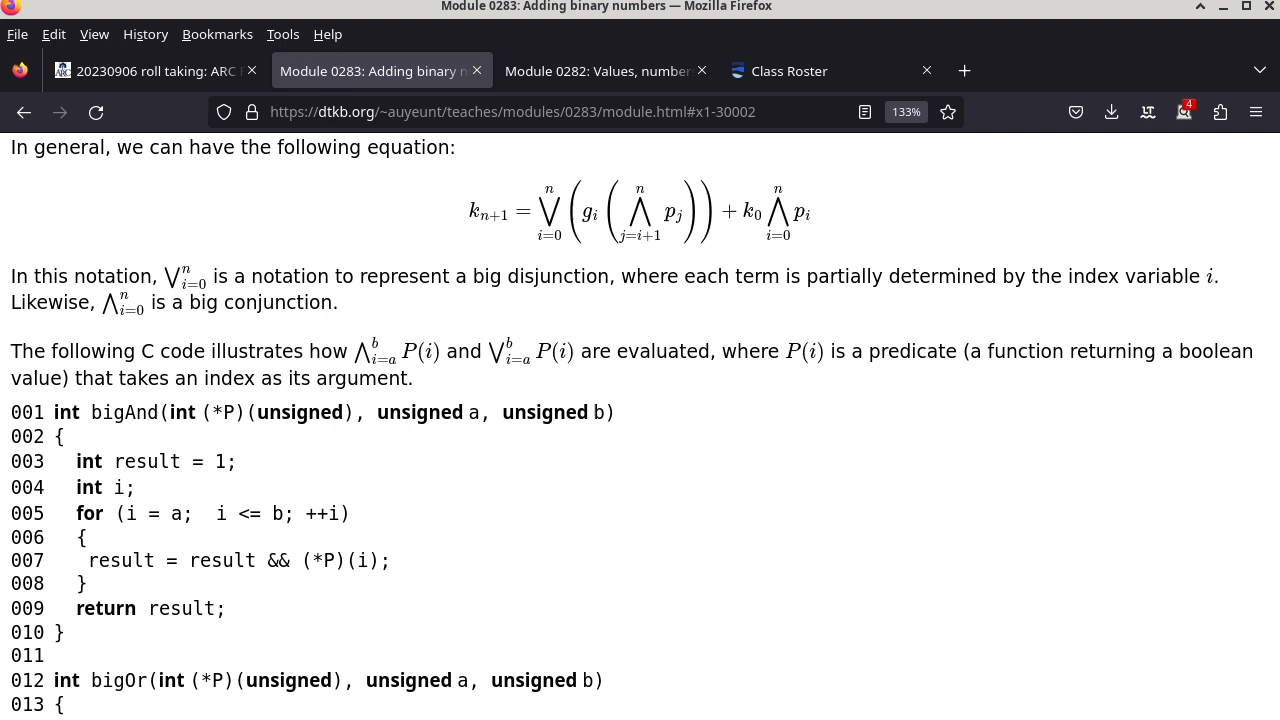 Module 0283: Adding binary numbers — Mozilla Firefox
File Edit View History Bookmarks Tools Help
20230906 roll taking: ARC Module 0283: Adding binary n Module 0282: Values, number Class Roster
https://dtkb.org/~auyeunt/teaches/modules/0283/module.html#x1-30002 133% 4
In general, we can have the following equation:
k_{n+1} = ⋁_{i=0}^{n} (g_i (⋀_{j=i+1}^{n} p_j)) + k_0 ⋀_{i=0}^{n} p_i
In this notation, ⋁_{i=0}^{n} is a notation to represent a big disjunction, where each term is partially determined by the index variable i.
Likewise, ⋀_{i=0}^{n} is a big conjunction.
The following C code illustrates how ⋀_{i=a}^{b} P(i) and ⋁_{i=a}^{b} P(i) are evaluated, where P(i) is a predicate (a function returning a boolean
value) that takes an index as its argument.
001 int bigAnd(int (*P)(unsigned), unsigned a, unsigned b)
002 {
003   int result = 1;
004   int i;
005   for (i = a;  i <= b; ++i)
006   {
007    result = result && (*P)(i);
008   }
009   return result;
010 }
011
012 int bigOr(int (*P)(unsigned), unsigned a, unsigned b)
013 {